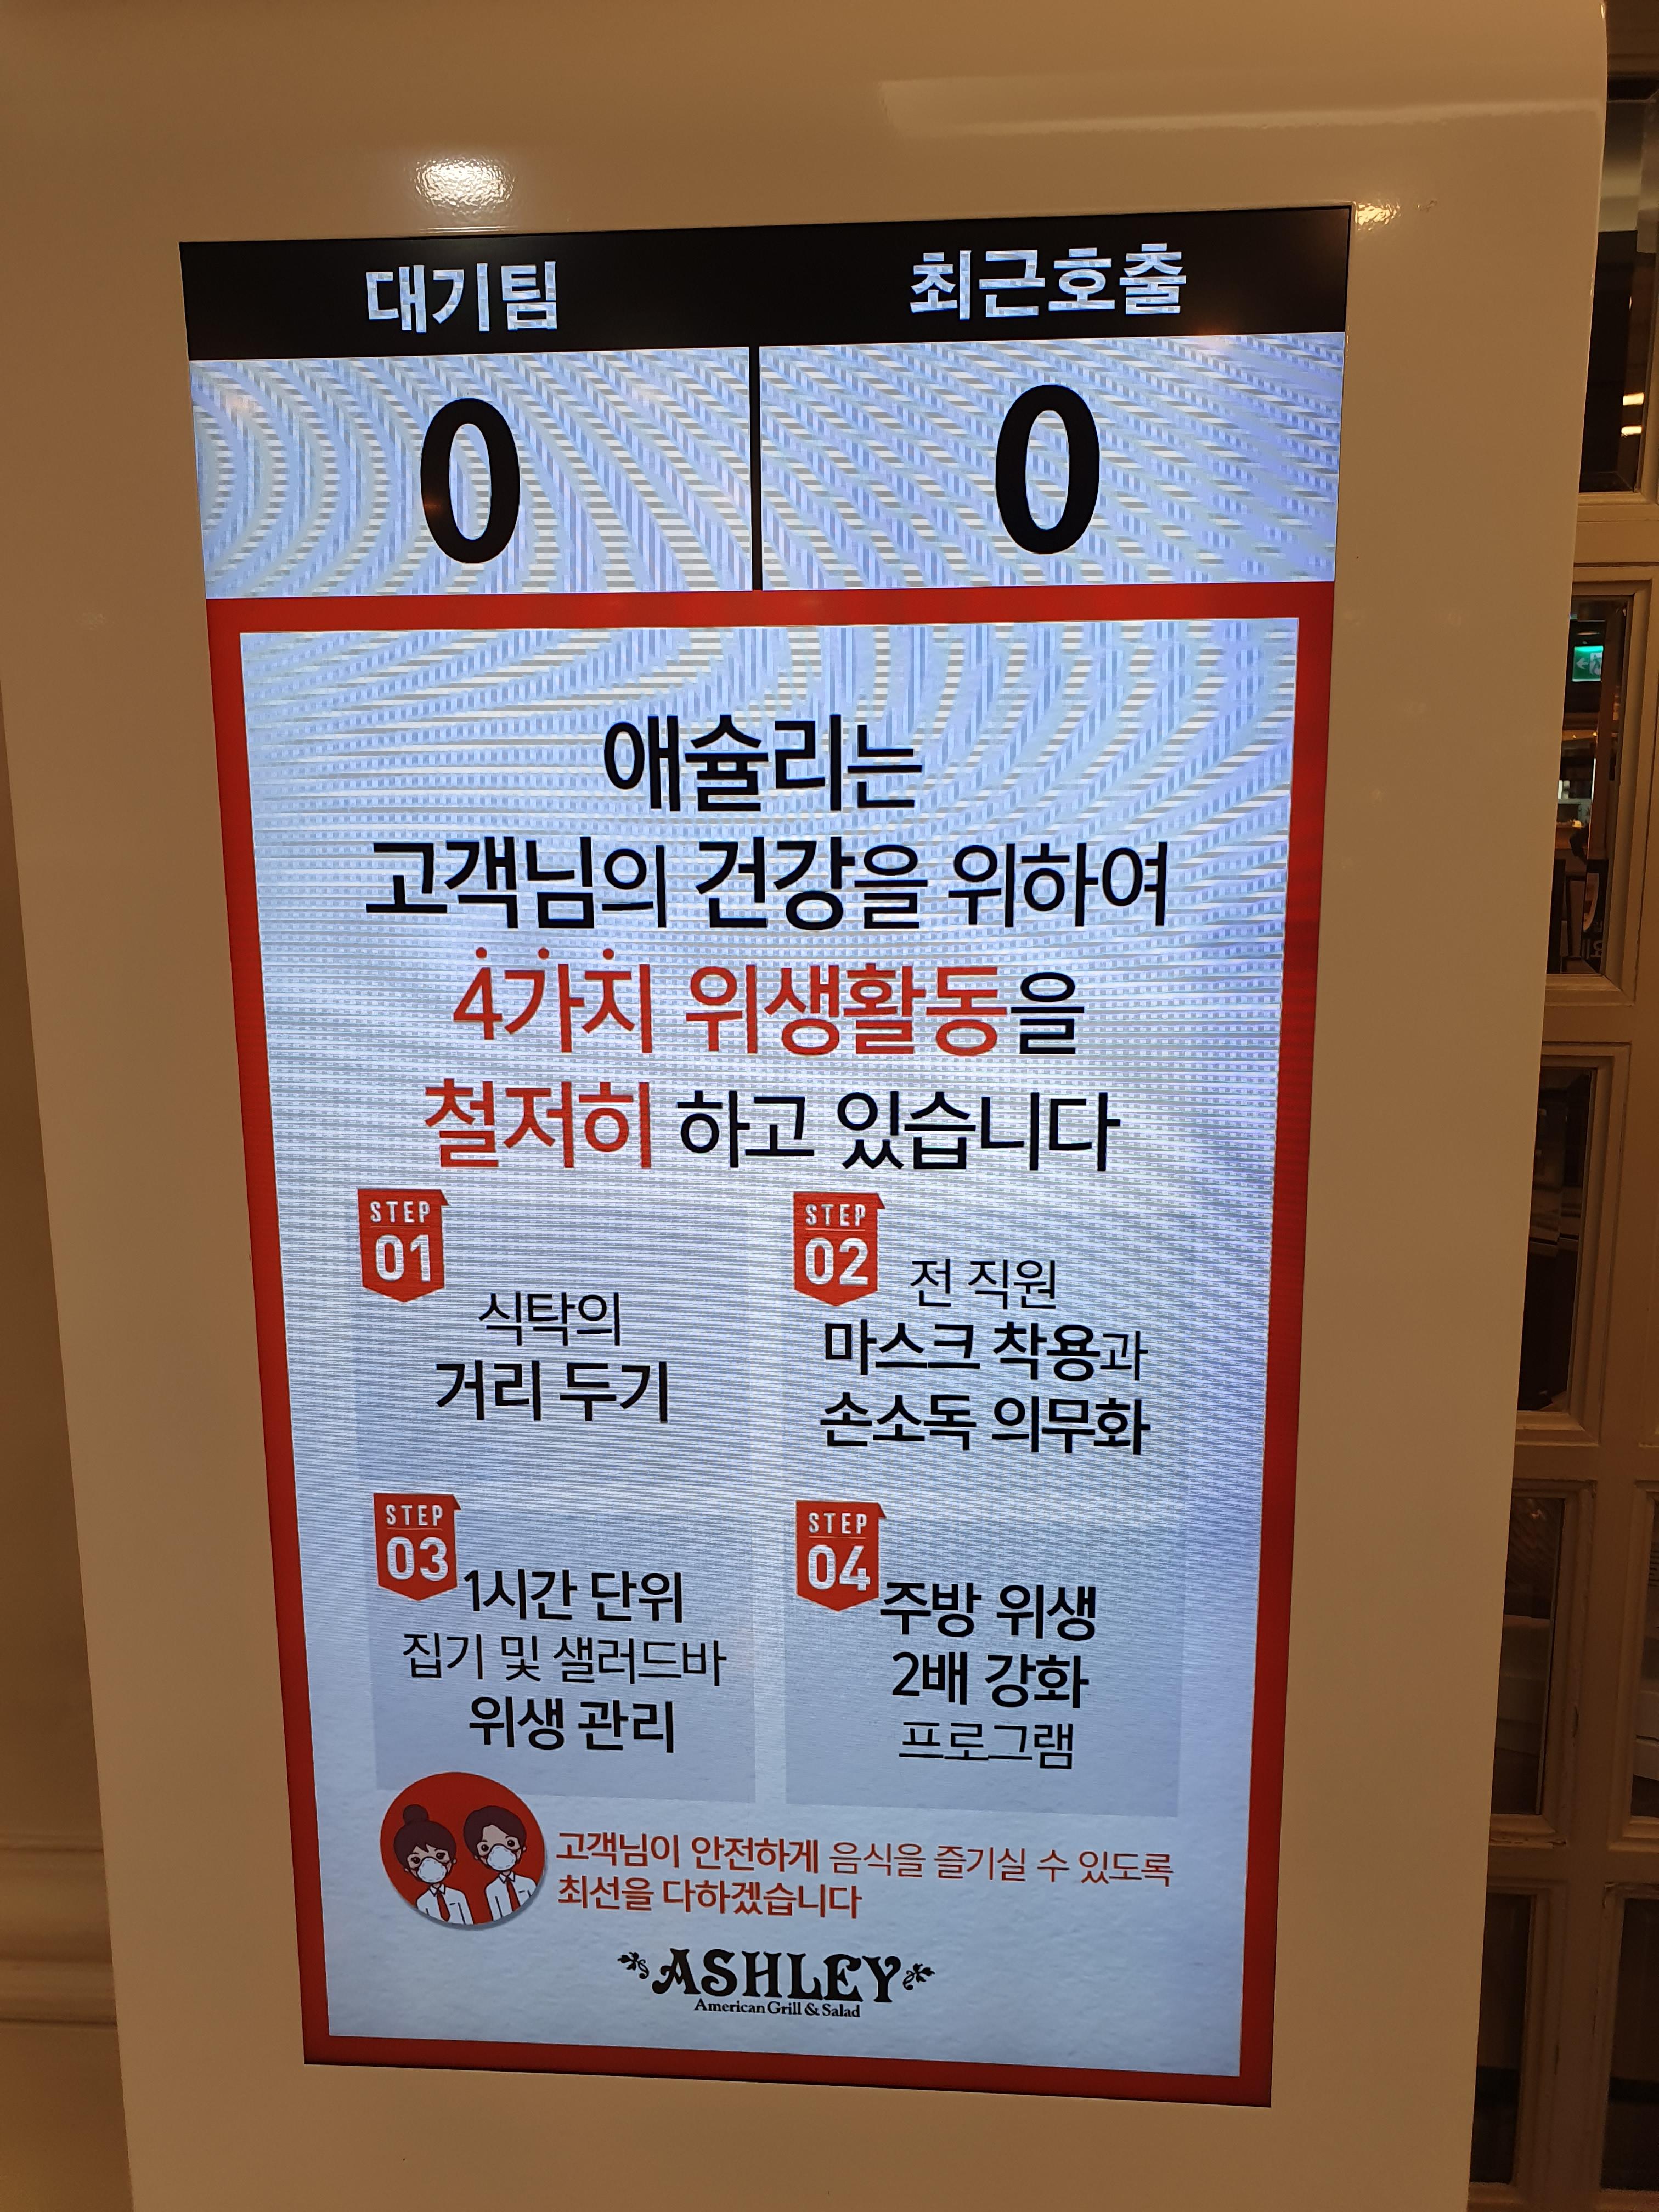 대기팀 최근호출
0 0
애슐리는
고객님의 건강을 위하여
4가지 위생활동을
철저히 하고 있습니다
STEP
01
식탁의
거리 두기
STEP
02
전 직원
마스크 착용과
손소독 의무화
STEP
03
1시간 단위
집기 및 샐러드바
위생 관리
STEP
04
주방 위생
2배 강화
프로그램
고객님이 안전하게 음식을 즐기실 수 있도록
최선을 다하겠습니다
ASHLEY
American Grill & Salad